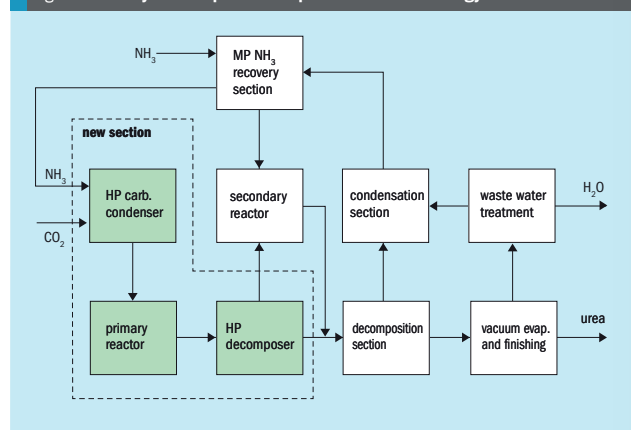 NH₃
MP NH₃
recovery
section
new section
NH₃
CO₂
HP carb.
condenser
secondary
reactor
condensation
section
waste water
treatment
H₂O
primary
reactor
HP
decomposer
decomposition
section
vacuum evap.
and finishing
urea